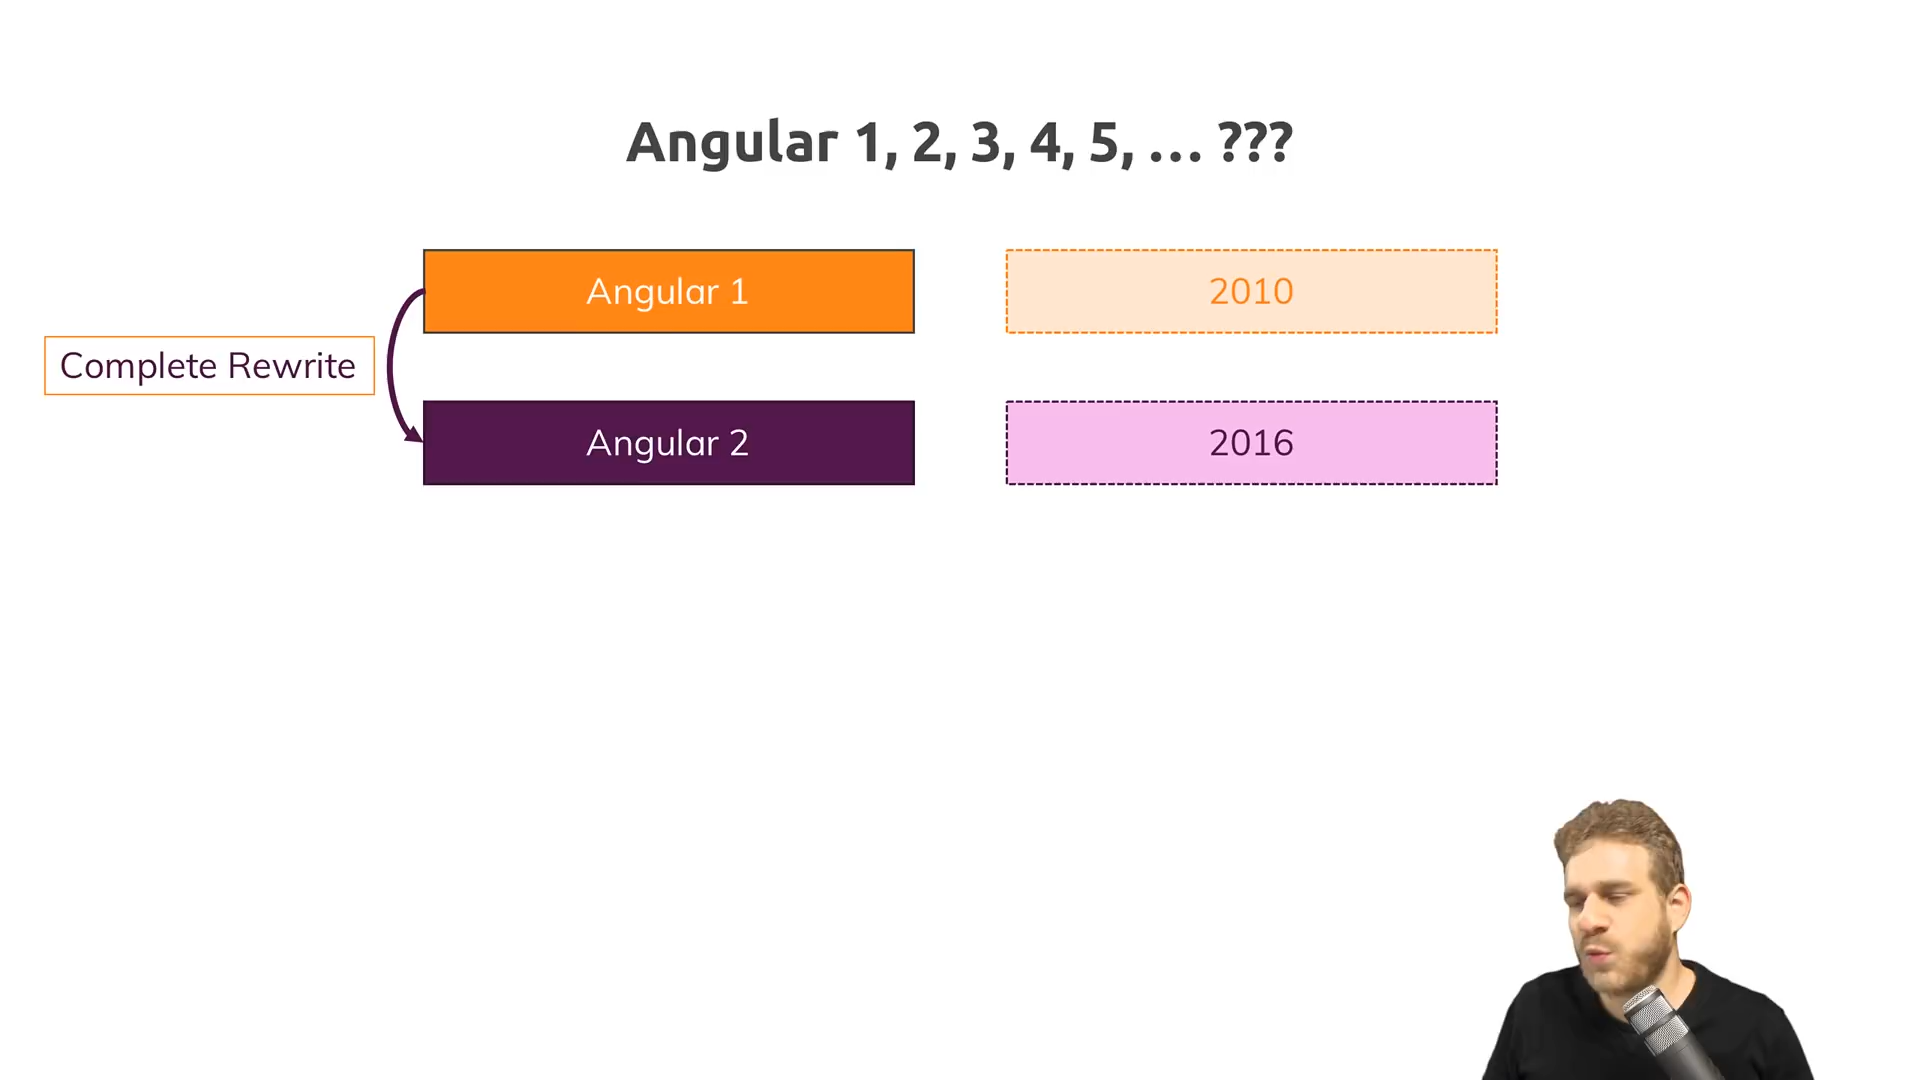 Angular 1, 2, 3, 4, 5, … ???
Angular 1
2010
Complete Rewrite
Angular 2
2016